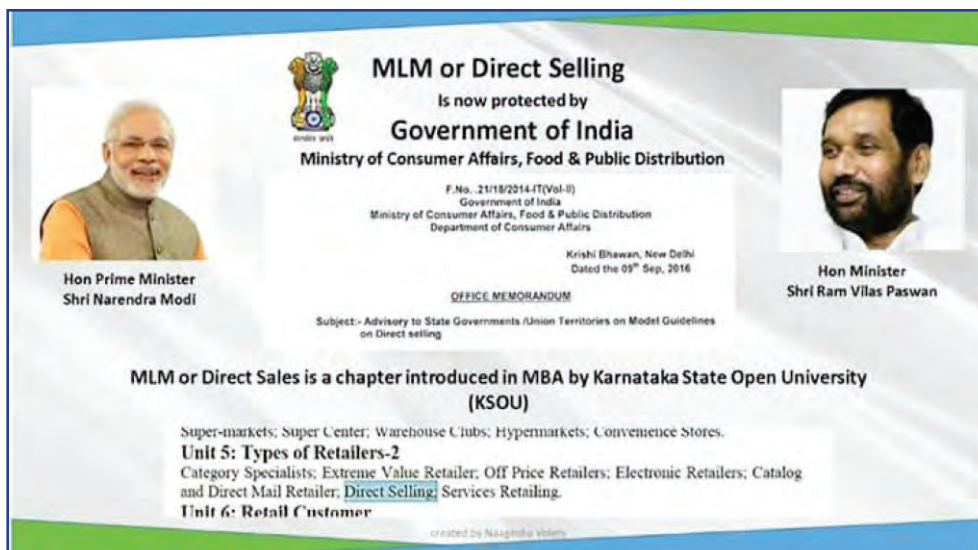 MLM or Direct Selling
Is now protected by
Government of India
Ministry of Consumer Affairs, Food & Public Distribution
F.No. .21/18/2014-IT(Vol-II)
Government of India
Ministry of Consumer Affairs, Food & Public Distribution
Department of Consumer Affairs
Krishi Bhawan, New Delhi
Dated the 09th Sep, 2016
OFFICE MEMORANDUM
Subject:- Advisory to State Governments /Union Territories on Model Guidelines
on Direct selling
Hon Prime Minister
Shri Narendra Modi
Hon Minister
Shri Ram Vilas Paswan
MLM or Direct Sales is a chapter introduced in MBA by Karnataka State Open University
(KSOU)
Super-markets; Super Center; Warehouse Clubs; Hypermarkets; Convenience Stores.
Unit 5: Types of Retailers-2
Category Specialists; Extreme Value Retailer; Off Price Retailers; Electronic Retailers; Catalog
and Direct Mail Retailer; Direct Selling; Services Retailing.
Unit 6: Retail Customer
created by